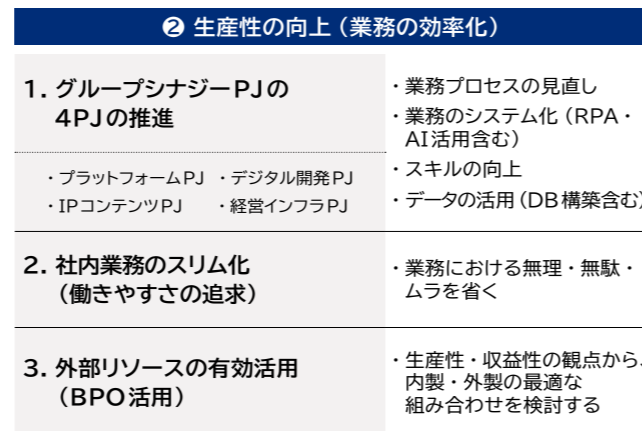 ❷ 生産性の向上（業務の効率化）
1. グループシナジーPJの
4PJの推進
・プラットフォームPJ ・デジタル開発PJ
・IPコンテンツPJ ・経営インフラPJ
・業務プロセスの見直し
・業務のシステム化（RPA・
AI活用含む）
・スキルの向上
・データの活用（DB構築含む）
2. 社内業務のスリム化
（働きやすさの追求）
・業務における無理・無駄・
ムラを省く
3. 外部リソースの有効活用
（BPO活用）
・生産性・収益性の観点から、
内製・外製の最適な
組み合わせを検討する